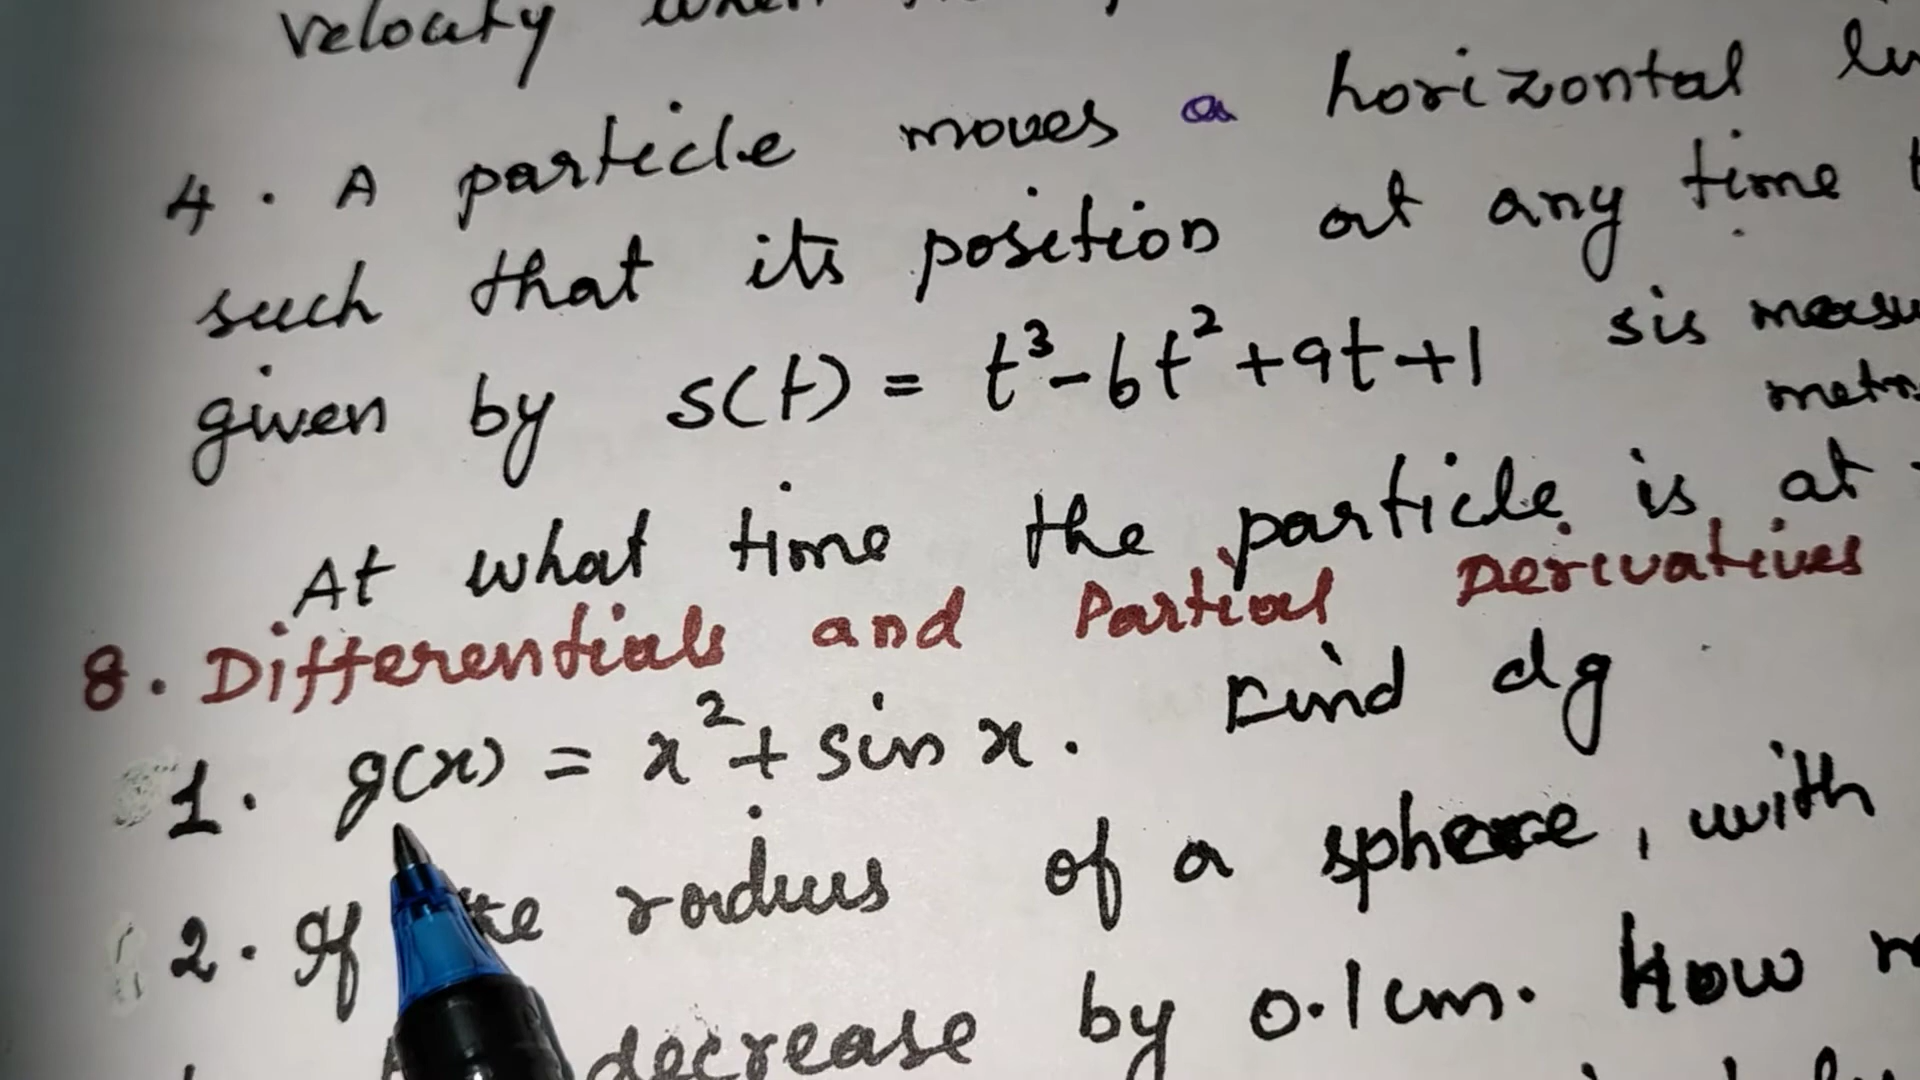 velocity when
4. A particle moves a horizontal
such that its position at any time
given by s(t) = t³-6t²+9t+1 s is
At what time the particle is at
8. Differentials and Partial Derivatives
1. g(x) = x²+ sin x. Find dg
2. If radius of a sphere, with
decrease by 0.1cm. How